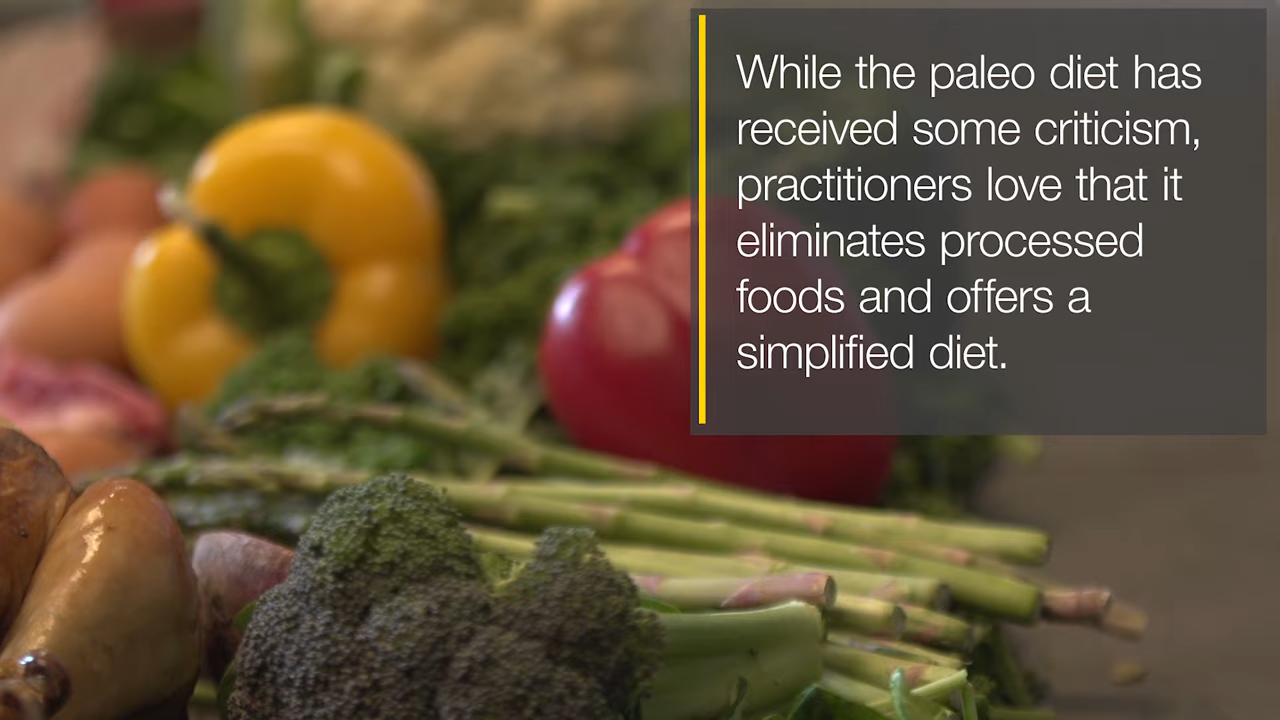 While the paleo diet has
received some criticism,
practitioners love that it
eliminates processed
foods and offers a
simplified diet.